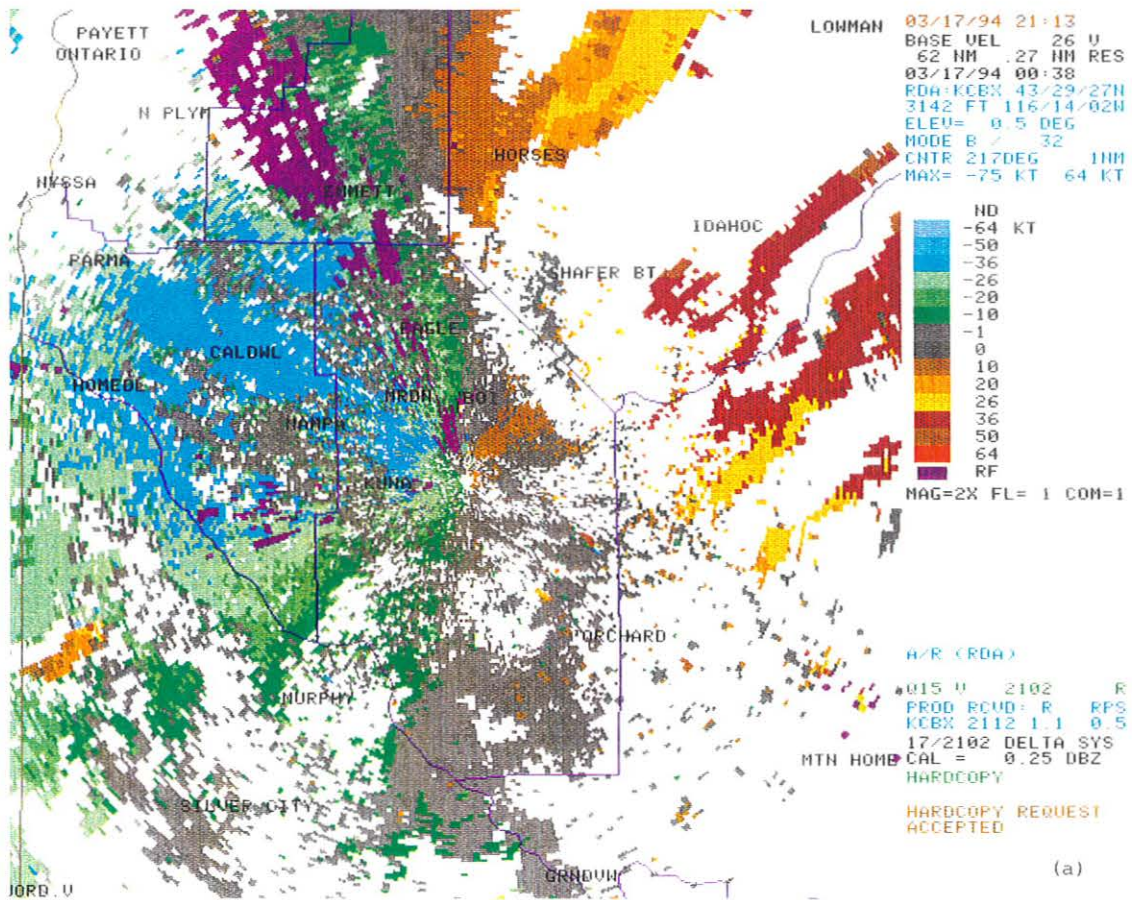 PAYETT
ONTARIO
N PLYM
NYSSA
EMMETT
HORSES
LOWMAN
IDAHOC
PARMA
SHAFER BT
EAGLE
CALDWL
HOMEDL
MRDN
BOI
NAMPA
KUNA
ORCHARD
NURPHY
MTN HOME
SILVER CITY
GRNDVW
JORD.V
03/17/94 21:13
BASE VEL 26 V
62 NM .27 NM RES
03/17/94 00:38
RDA:KCBX 43/29/27N
3142 FT 116/14/02W
ELEV= 0.5 DEG
MODE B / 32
CNTR 217DEG 1NM
MAX= -75 KT 64 KT
ND
-64 KT
-50
-36
-26
-20
-10
-1
0
10
20
26
36
50
64
RF
MAG=2X FL= 1 COM=1
A/R (RDA)
Q15 V 2102 R
PROD RCVD: R RPS
KCBX 2112 1.1 0.5
17/2102 DELTA SYS
CAL = 0.25 DBZ
HARDCOPY
HARDCOPY REQUEST
ACCEPTED
(a)